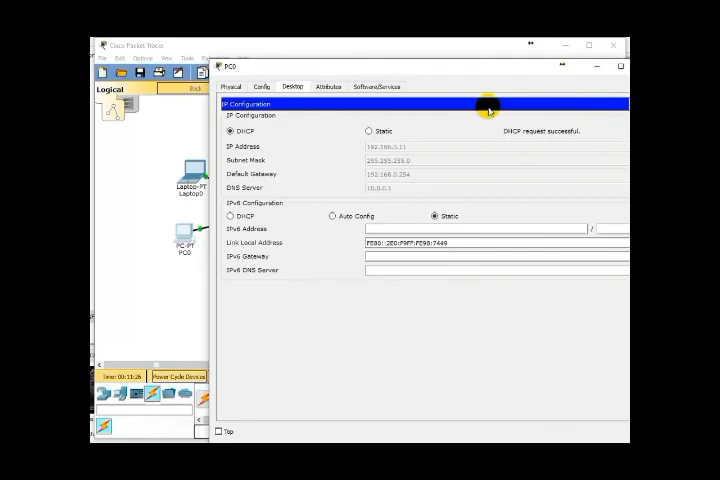 Cisco Packet Tracer
File Edit Options View Tools
PC0
Physical Config Desktop Attributes Software/Services
Logical Back
IP Configuration
IP Configuration
DHCP Static DHCP request successful.
IP Address
Subnet Mask 255.255.255.0
Default Gateway 192.168.0.254
DNS Server 10.0.0.1
IPv6 Configuration
DHCP Auto Config Static
IPv6 Address /
Link Local Address FE80::2E0:F9FF:FE98:7449
IPv6 Gateway
IPv6 DNS Server
Laptop-PT
Laptop0
PC-PT
PC0
Time: 00:11:26 Power Cycle Devices
Top